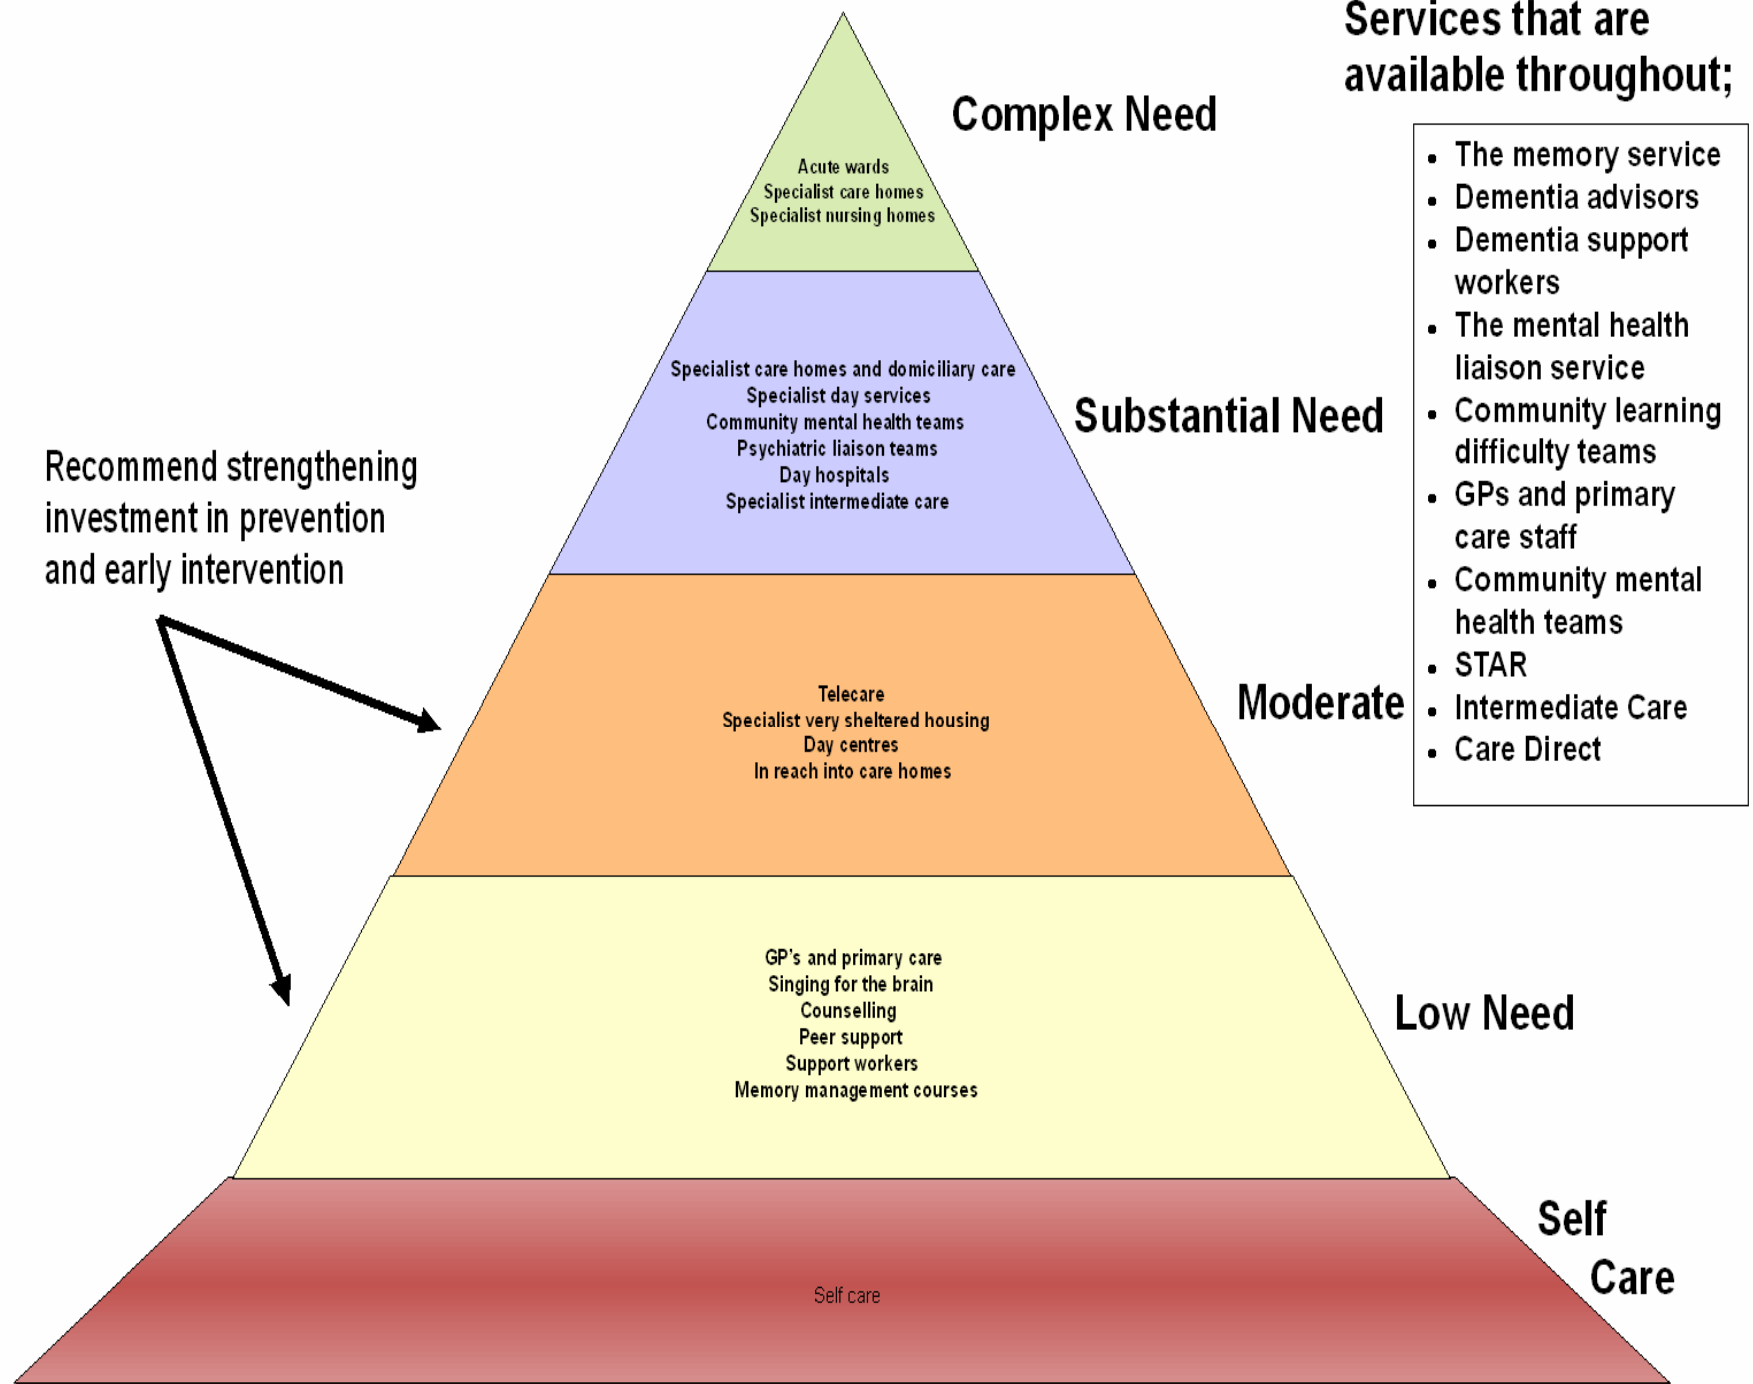 Services that are
available throughout;
Complex Need
Acute wards
Specialist care homes
Specialist nursing homes
• The memory service
• Dementia advisors
• Dementia support
workers
• The mental health
liaison service
• Community learning
difficulty teams
• GPs and primary
care staff
• Community mental
health teams
• STAR
• Intermediate Care
• Care Direct
Specialist care homes and domiciliary care
Specialist day services
Community mental health teams
Psychiatric liaison teams
Day hospitals
Specialist intermediate care
Substantial Need
Recommend strengthening
investment in prevention
and early intervention
Telecare
Specialist very sheltered housing
Day centres
In reach into care homes
Moderate
GP's and primary care
Singing for the brain
Counselling
Peer support
Support workers
Memory management courses
Low Need
Self
Care
Self care